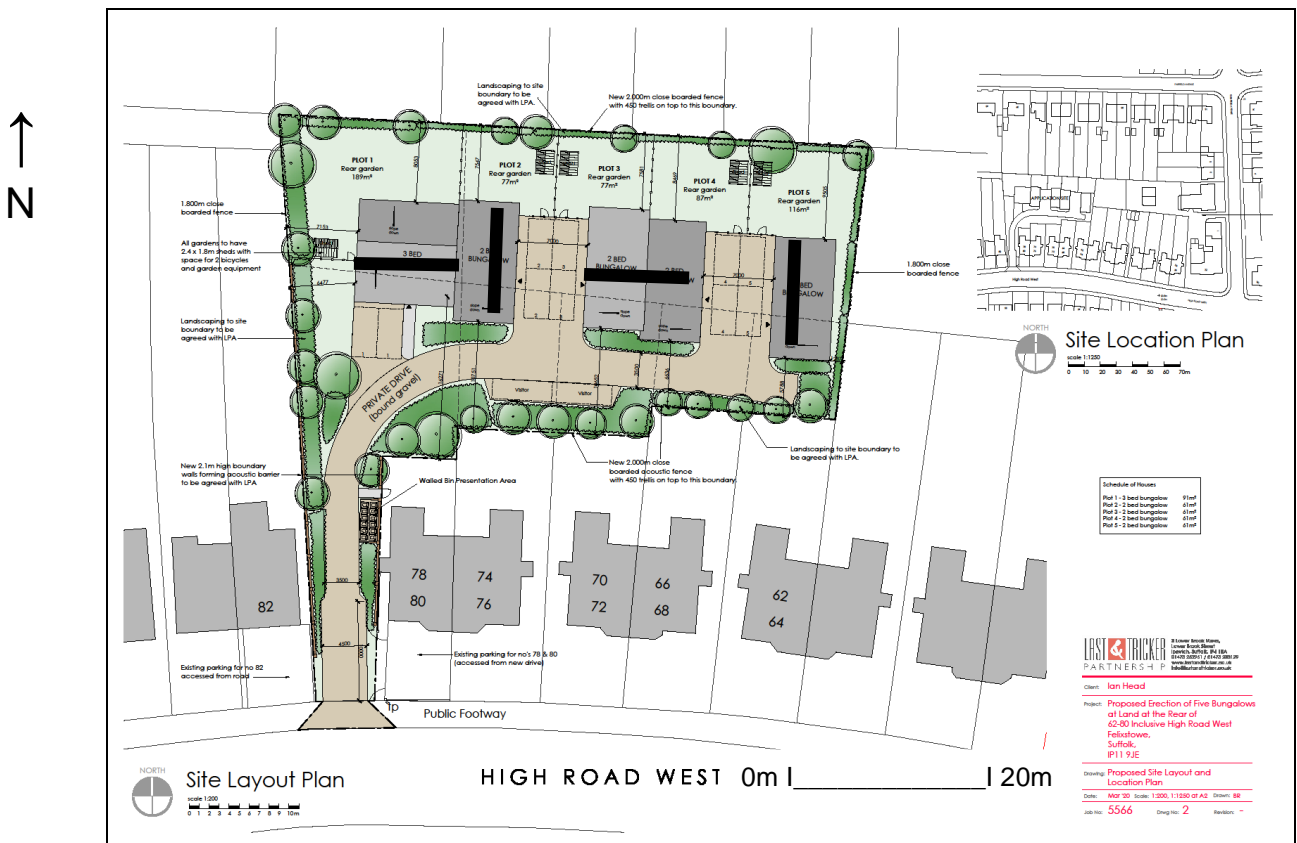 N
Landscaping to site
boundary to be
agreed with LPA.
New 2.000m close boarded fence
with 450 trellis on top to this boundary.
PLOT 1
Rear garden
189m²
PLOT 2
Rear garden
77m²
PLOT 3
Rear garden
77m²
PLOT 4
Rear garden
87m²
PLOT 5
Rear garden
116m²
1.800m close
boarded fence
7153
All gardens to have
2.4 x 1.8m sheds with
space for 2 bicycles
and garden equipment
6477
3 BED
2 B
BUNGALOW
7000
2 BED
BUNGALOW
7000
BED
1.800m close
boarded fence
Landscaping to site
boundary to be
agreed with LPA
PRIVATE DRIVE
(bound gravel)
Visitor
Visitor
Landscaping to site boundary to
be agreed with LPA.
New 2.1m high boundary
walls forming acoustic barrier
to be agreed with LPA
Walled Bin Presentation Area
New 2.000m close
boarded acoustic fence
with 450 trellis on top to this boundary.
82
78
74
80
76
70
66
72
68
62
64
3500
4500
Existing parking for no 82
accessed from road
Existing parking for no's 78 & 80
(accessed from new drive)
Public Footway
HIGH ROAD WEST
0m
20m
NORTH
Site Layout Plan
scale 1:200
0 1 2 3 4 5 6 7 8 9 10m
APPLICATION SITE
High Road West
NORTH
Site Location Plan
scale 1:1250
0 10 20 30 40 50 60 70m
Schedule of Houses
Plot 1 - 3 bed bungalow 91m²
Plot 2 - 2 bed bungalow 61m²
Plot 3 - 2 bed bungalow 61m²
Plot 4 - 2 bed bungalow 61m²
Plot 5 - 2 bed bungalow 61m²
LAST & TRICKER
PARTNERSHIP
Client: Ian Head
Project: Proposed Erection of Five Bungalows
at Land at the Rear of
62-80 Inclusive High Road West
Felixstowe,
Suffolk,
IP11 9JE
Drawing: Proposed Site Layout and
Location Plan
Date: Mar '20 Scale: 1:200, 1:1250 at A2 Drawn: BR
Job No: 5566 Dwg No: 2 Revision: -